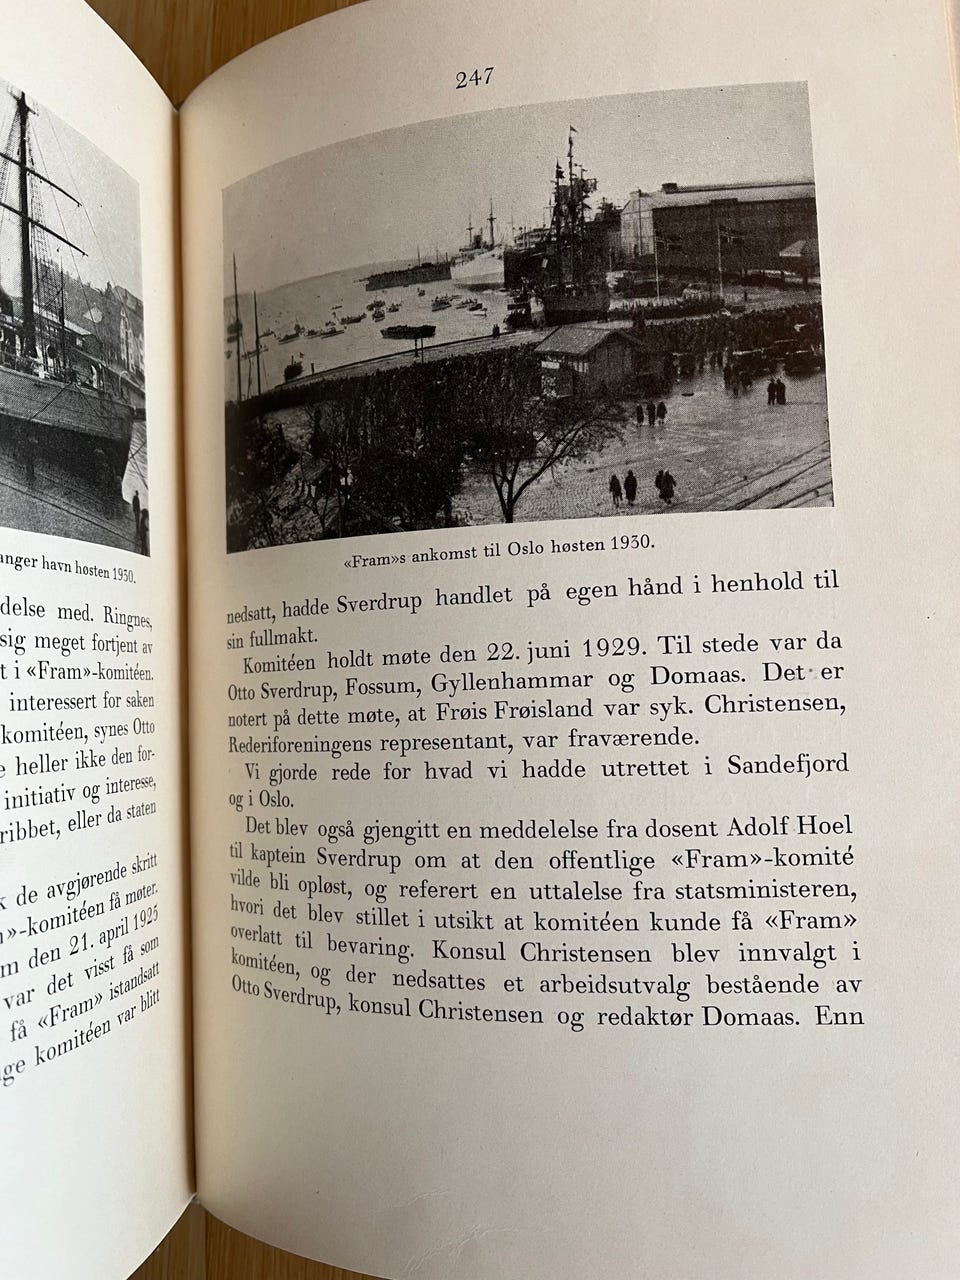 havn høsten 1930.
delse med. Ringnes,
sig meget fortjent av
t i «Fram»-komitéen.
interessert for saken
komitéen, synes Otto
heller ikke den for-
initiativ og interesse,
ribbet, eller da staten
de avgjørende skritt
-komitéen få møter.
den 21. april 1925
var det visst få som
få «Fram» istandsatt
komitéen var blitt
247
«Fram»s ankomst til Oslo høsten 1930.
nedsatt, hadde Sverdrup handlet på egen hånd i henhold til
sin fullmakt.
Komitéen holdt møte den 22. juni 1929. Til stede var da
Otto Sverdrup, Fossum, Gyllenhammar og Domaas. Det er
notert på dette møte, at Frøis Frøisland var syk. Christensen,
Rederiforeningens representant, var fraværende.
Vi gjorde rede for hvad vi hadde utrettet i Sandefjord
og i Oslo.
Det blev også gjengitt en meddelelse fra dosent Adolf Hoel
til kaptein Sverdrup om at den offentlige «Fram»-komité
vilde bli opløst, og referert en uttalelse fra statsministeren,
hvori det blev stillet i utsikt at komitéen kunde få «Fram»
overlatt til bevaring. Konsul Christensen blev innvalgt i
komitéen, og der nedsattes et arbeidsutvalg bestående av
Otto Sverdrup, konsul Christensen og redaktør Domaas. Enn